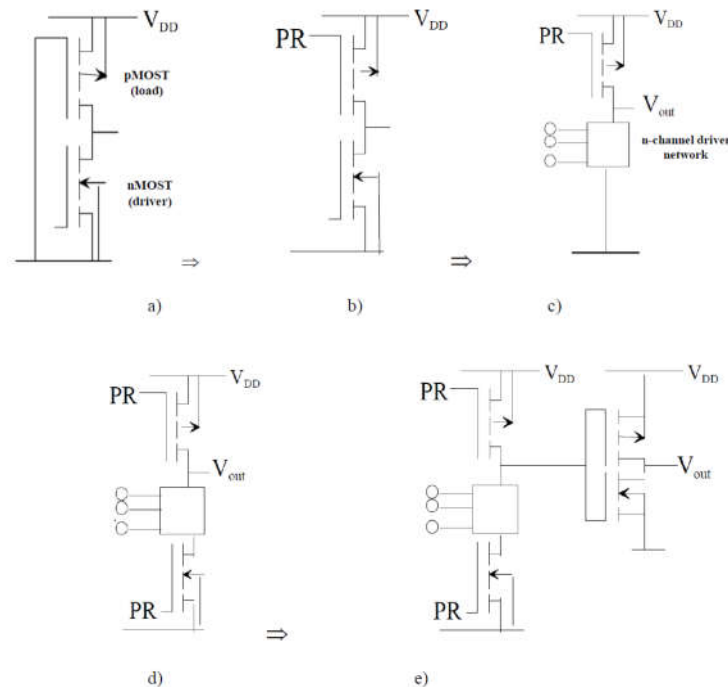 V_DD
pMOST
(load)
nMOST
(driver)
⇒
a)
PR
V_DD
⇒
b)
PR
V_DD
V_out
n-channel driver
network
c)
PR
V_DD
V_out
PR
⇒
d)
PR
V_DD
V_DD
V_out
PR
e)